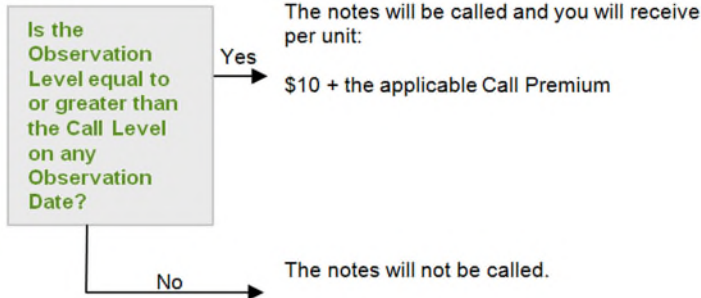 Is the
Observation
Level equal to
or greater than
the Call Level
on any
Observation
Date?
Yes
The notes will be called and you will receive
per unit:
$10 + the applicable Call Premium
No
The notes will not be called.